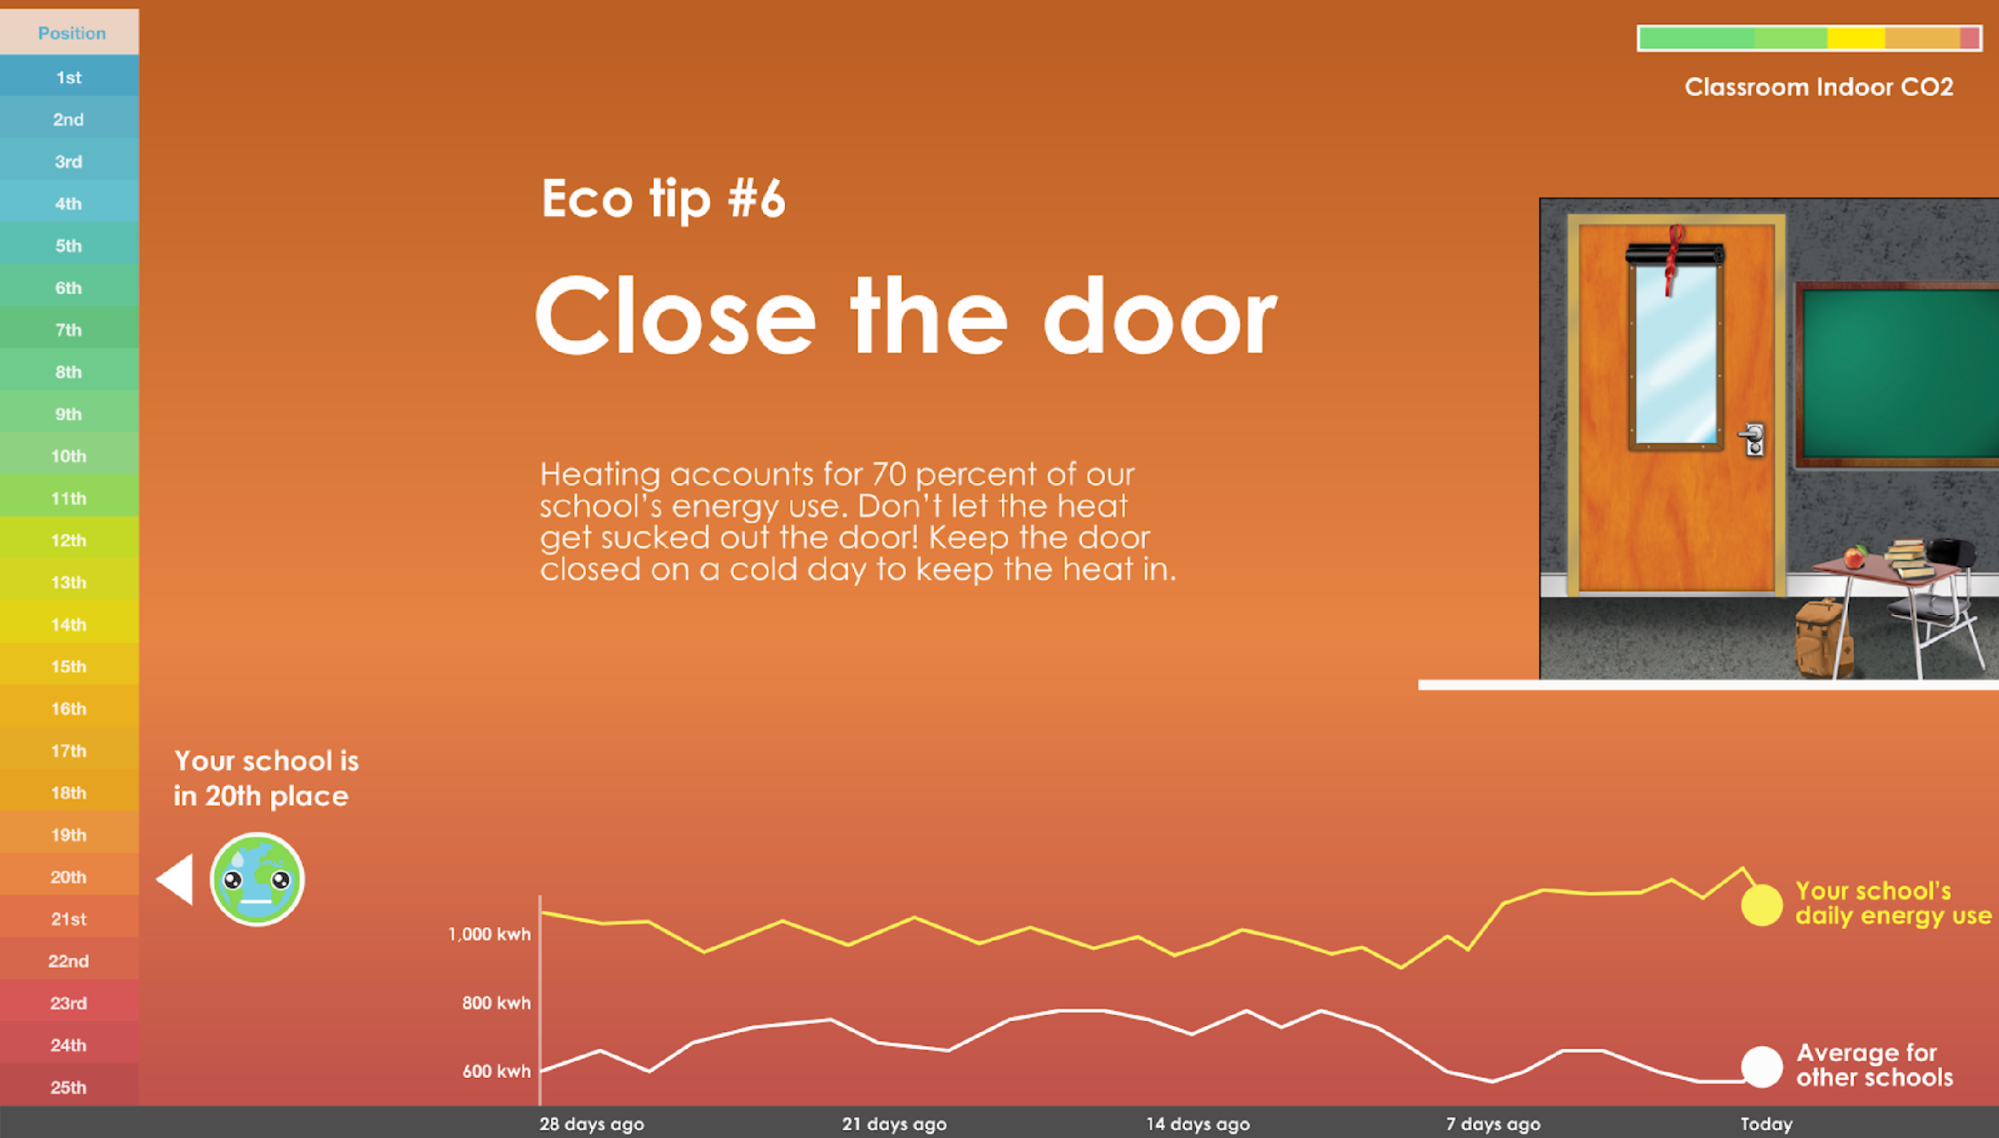 Position
1st
2nd
3rd
4th
5th
6th
7th
8th
9th
10th
11th
12th
13th
14th
15th
16th
17th
18th
19th
20th
21st
22nd
23rd
24th
25th
Classroom Indoor CO2
Eco tip #6
Close the door
Heating accounts for 70 percent of our
school's energy use. Don't let the heat
get sucked out the door! Keep the door
closed on a cold day to keep the heat in.
Your school is
in 20th place
1,000 kwh
800 kwh
600 kwh
Your school's
daily energy use
Average for
other schools
28 days ago
21 days ago
14 days ago
7 days ago
Today